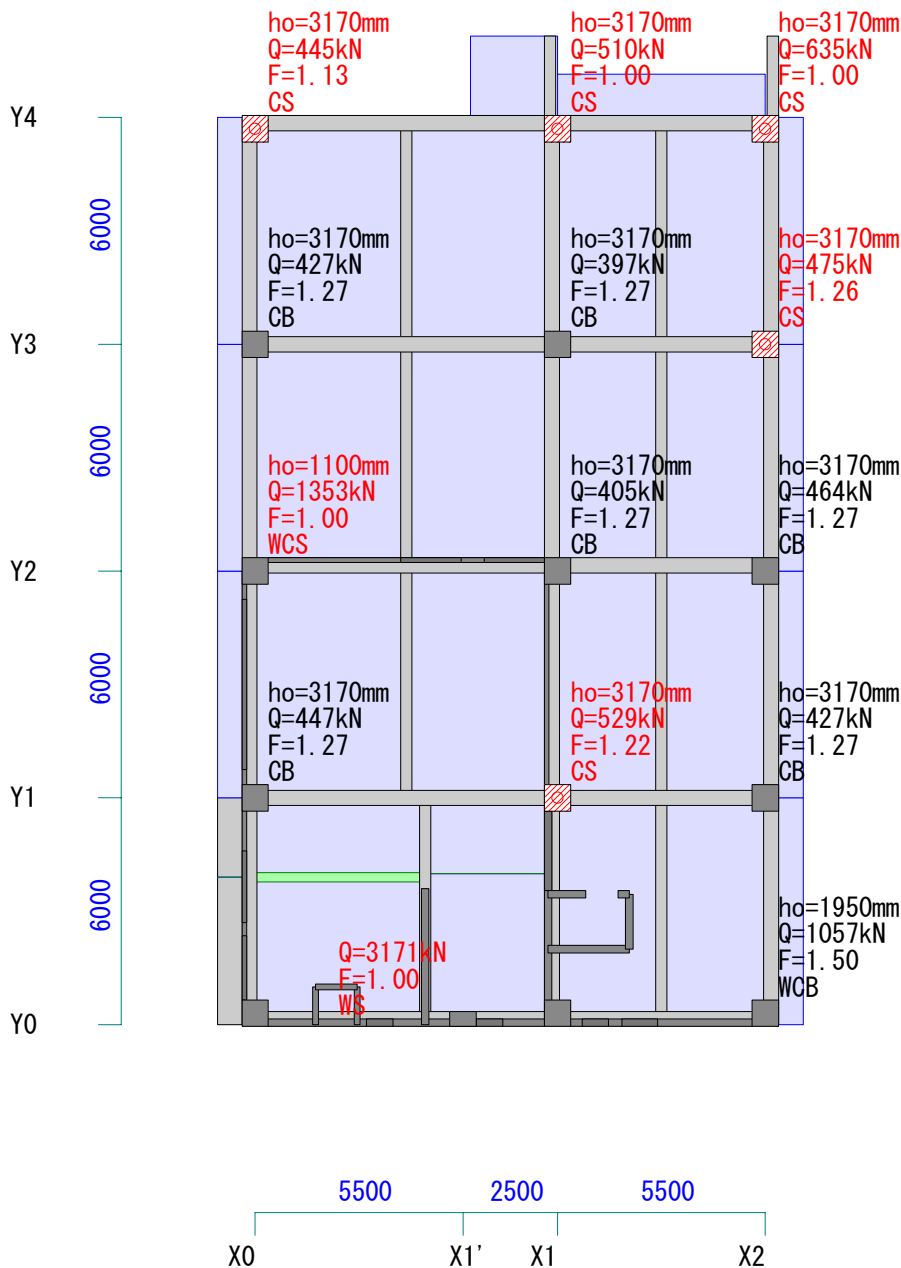 ho=3170mm
Q=445kN
F=1.13
CS
ho=3170mm
Q=510kN
F=1.00
CS
ho=3170mm
Q=635kN
F=1.00
CS
Y4
6000
ho=3170mm
Q=427kN
F=1.27
CB
ho=3170mm
Q=397kN
F=1.27
CB
ho=3170mm
Q=475kN
F=1.26
CS
Y3
6000
ho=1100mm
Q=1353kN
F=1.00
WCS
ho=3170mm
Q=405kN
F=1.27
CB
ho=3170mm
Q=464kN
F=1.27
CB
Y2
6000
ho=3170mm
Q=447kN
F=1.27
CB
ho=3170mm
Q=529kN
F=1.22
CS
ho=3170mm
Q=427kN
F=1.27
CB
Y1
6000
Q=3171kN
F=1.00
WS
ho=1950mm
Q=1057kN
F=1.50
WCB
Y0
5500
2500
5500
X0
X1'
X1
X2